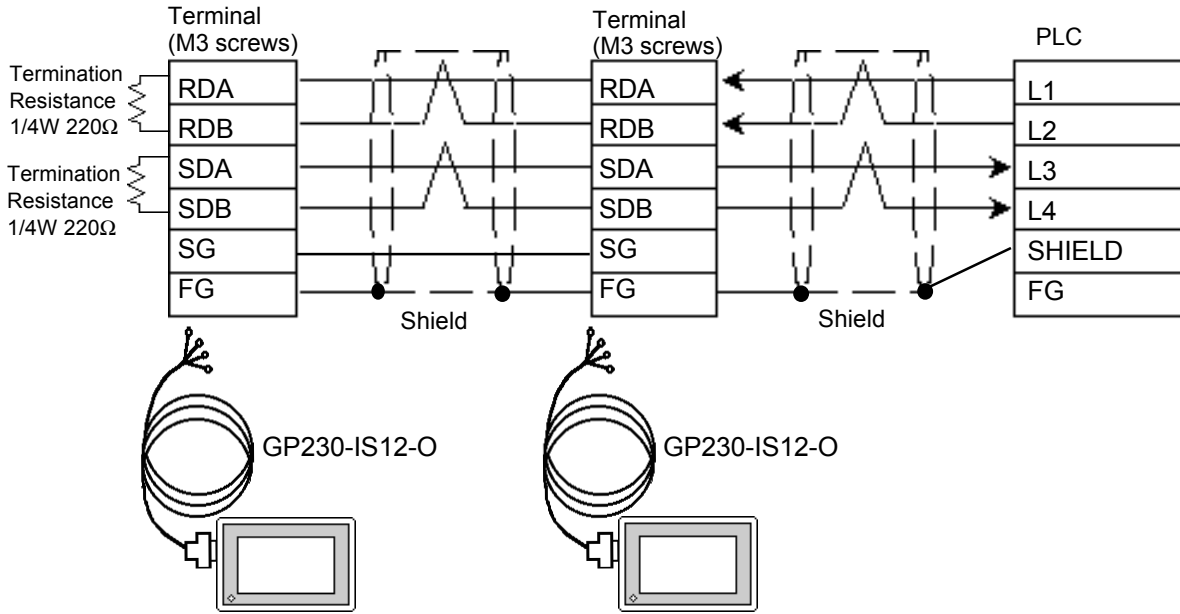 Terminal
(M3 screws)
Terminal
(M3 screws)
PLC
Termination
Resistance
1/4W 220Ω
Termination
Resistance
1/4W 220Ω
RDA
RDB
SDA
SDB
SG
FG
Shield
RDA
RDB
SDA
SDB
SG
FG
Shield
L1
L2
L3
L4
SHIELD
FG
GP230-IS12-O
GP230-IS12-O